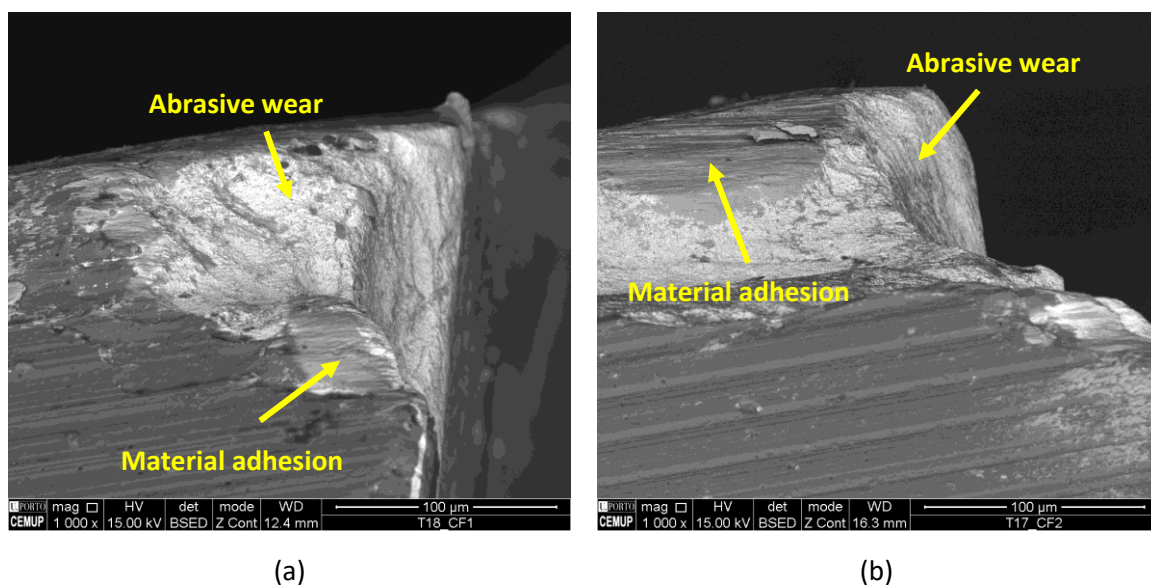 Abrasive wear
Material adhesion
U.PORTO
CEMUP
mag HV det mode WD
1 000 x 15.00 kV BSED Z Cont 12.4 mm
100 µm
T18_CF1
(a)
Abrasive wear
Material adhesion
U.PORTO
CEMUP
mag HV det mode WD
1 000 x 15.00 kV BSED Z Cont 16.3 mm
100 µm
T17_CF2
(b)